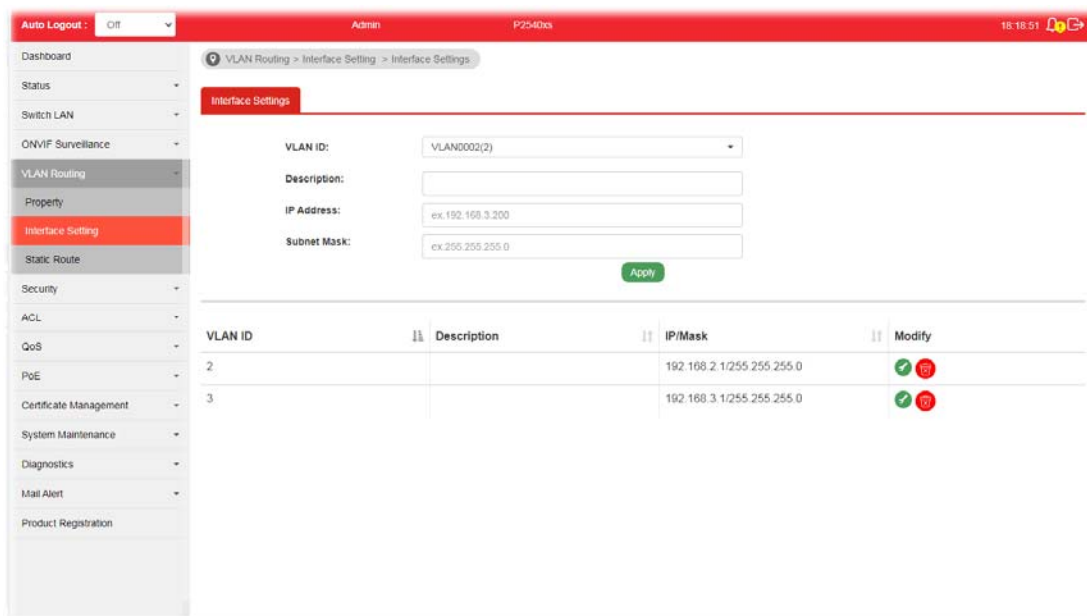 Auto Logout : Off Admin P2540xs 18:18:51
Dashboard
Status
Switch LAN
ONVIF Surveillance
VLAN Routing
Property
Interface Setting
Static Route
Security
ACL
QoS
PoE
Certificate Management
System Maintenance
Diagnostics
Mail Alert
Product Registration
VLAN Routing > Interface Setting > Interface Settings
Interface Settings
VLAN ID: VLAN0002(2)
Description:
IP Address: ex.192.168.3.200
Subnet Mask: ex.255.255.255.0
Apply
VLAN ID Description IP/Mask Modify
2 192.168.2.1/255.255.255.0
3 192.168.3.1/255.255.255.0